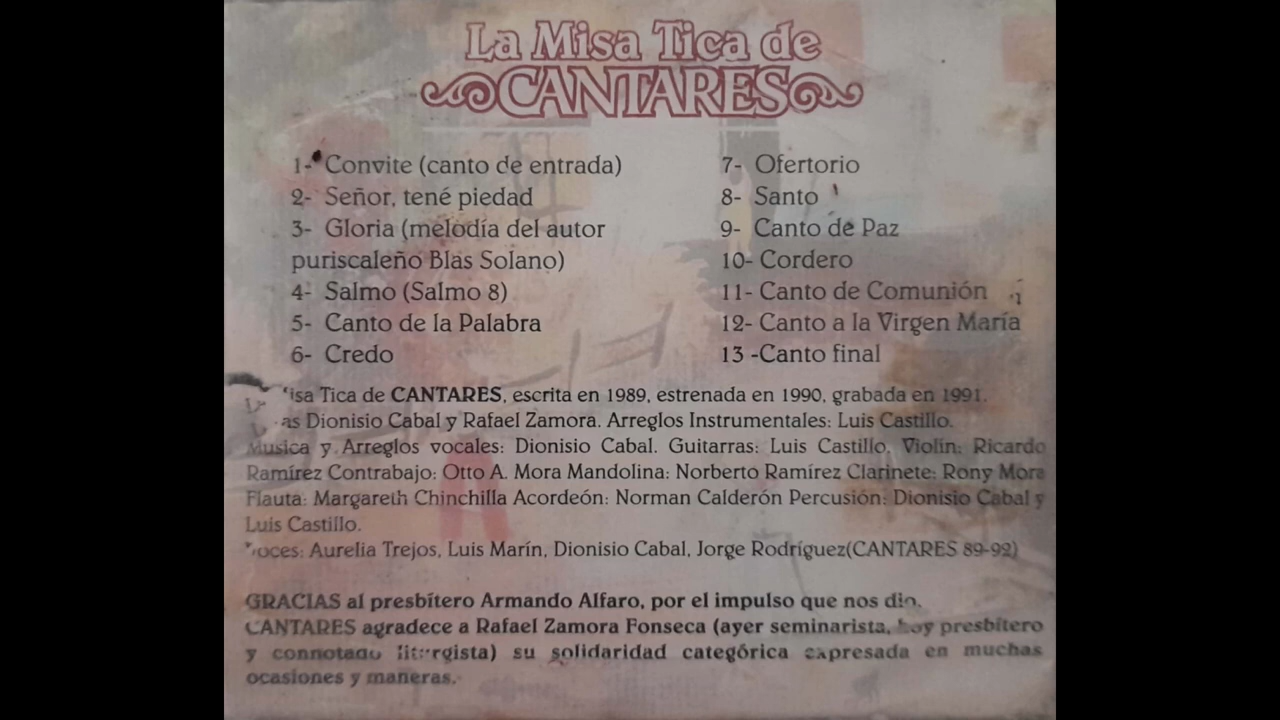 La Misa Tica de
CANTARES
1- Convite (canto de entrada)
2- Señor, tené piedad
3- Gloria (melodía del autor
puriscaleño Blas Solano)
4- Salmo (Salmo 8)
5- Canto de la Palabra
6- Credo
7- Ofertorio
8- Santo
9- Canto de Paz
10- Cordero
11- Canto de Comunión
12- Canto a la Virgen María
13 -Canto final
Tica de CANTARES, escrita en 1989, estrenada en 1990, grabada en 1991.
Dionisio Cabal y Rafael Zamora. Arreglos Instrumentales: Luis Castillo.
Musica y Arreglos vocales: Dionisio Cabal. Guitarras: Luis Castillo. Violín: Ricardo
Ramírez Contrabajo: Otto A. Mora Mandolina: Norberto Ramírez Clarinete: Rony Mora
Flauta: Margareth Chinchilla Acordeón: Norman Calderón Percusión: Dionisio Cabal y
Luis Castillo.
Voces: Aurelia Trejos, Luis Marín, Dionisio Cabal, Jorge Rodríguez(CANTARES 89-92)
GRACIAS al presbítero Armando Alfaro, por el impulso que nos dio.
CANTARES agradece a Rafael Zamora Fonseca (ayer seminarista, hoy presbítero
y connotado liturgista) su solidaridad categórica expresada en muchas
ocasiones y maneras.